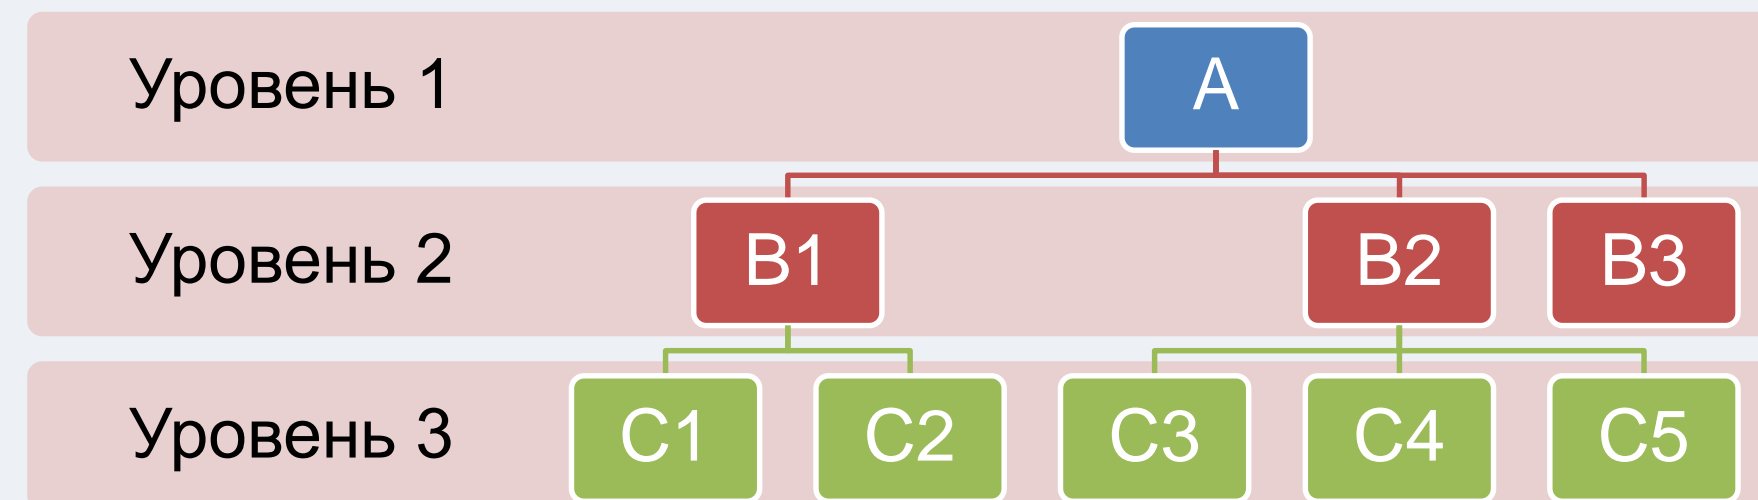 Уровень 1
A
Уровень 2
B1
B2
B3
Уровень 3
C1
C2
C3
C4
C5